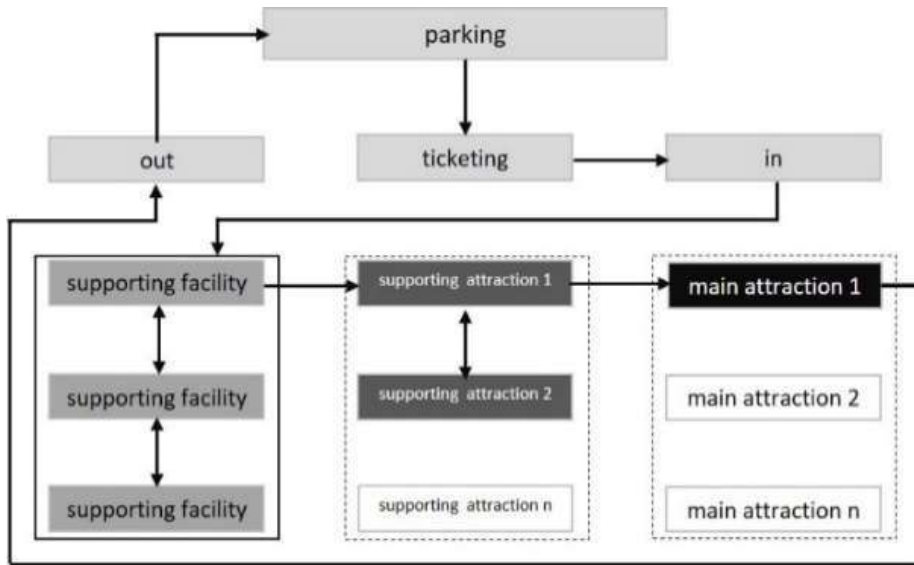 parking
out
ticketing
in
supporting facility
supporting attraction 1
main attraction 1
supporting facility
supporting attraction 2
main attraction 2
supporting facility
supporting attraction n
main attraction n